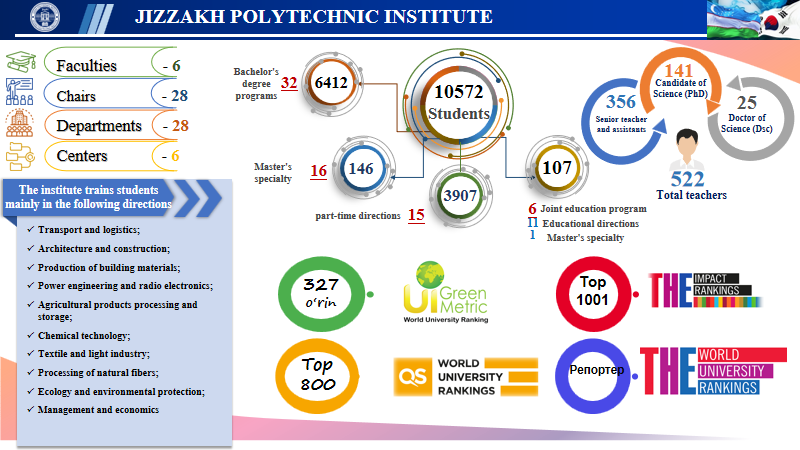 JIZZAKH POLYTECHNIC INSTITUTE
Faculties - 6
Chairs - 28
Departments - 28
Centers - 6
The institute trains students
mainly in the following directions
✓ Transport and logistics;
✓ Architecture and construction;
✓ Production of building materials;
✓ Power engineering and radio electronics;
✓ Agricultural products processing and
storage;
✓ Chemical technology;
✓ Textile and light industry;
✓ Processing of natural fibers;
✓ Ecology and environmental protection;
✓ Management and economics
Bachelor's
degree
programs
32
6412
10572
Students
Master's
specialty
16
146
part-time directions 15
3907
107
6 Joint education program
П Educational directions
1 Master's specialty
356
Senior teacher
and assistants
141
Candidate of
Science (PhD)
25
Doctor of
Science (Dsc)
522
Total teachers
327
o'rin
UI
Green
Metric
World University Ranking
Top
1001
THE
IMPACT
RANKINGS
Top
800
QS
WORLD
UNIVERSITY
RANKINGS
Репортер
THE
WORLD
UNIVERSITY
RANKINGS